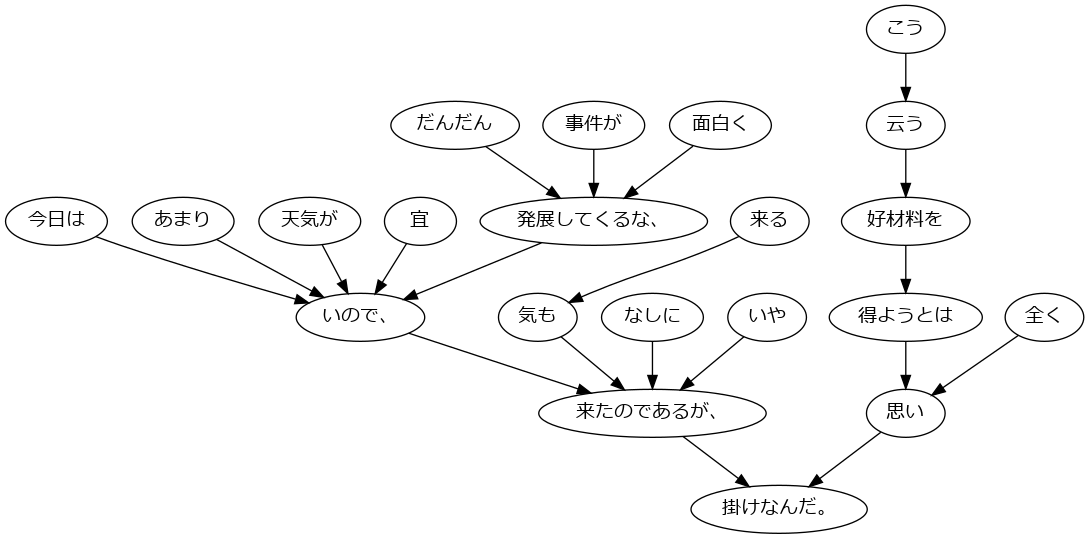 こう
だんだん
事件が
面白く
云う
今日は
あまり
天気が
宜
発展してくるな、
来る
好材料を
いので、
気も
なしに
いや
得ようとは
全く
来たのであるが、
思い
掛けなんだ。